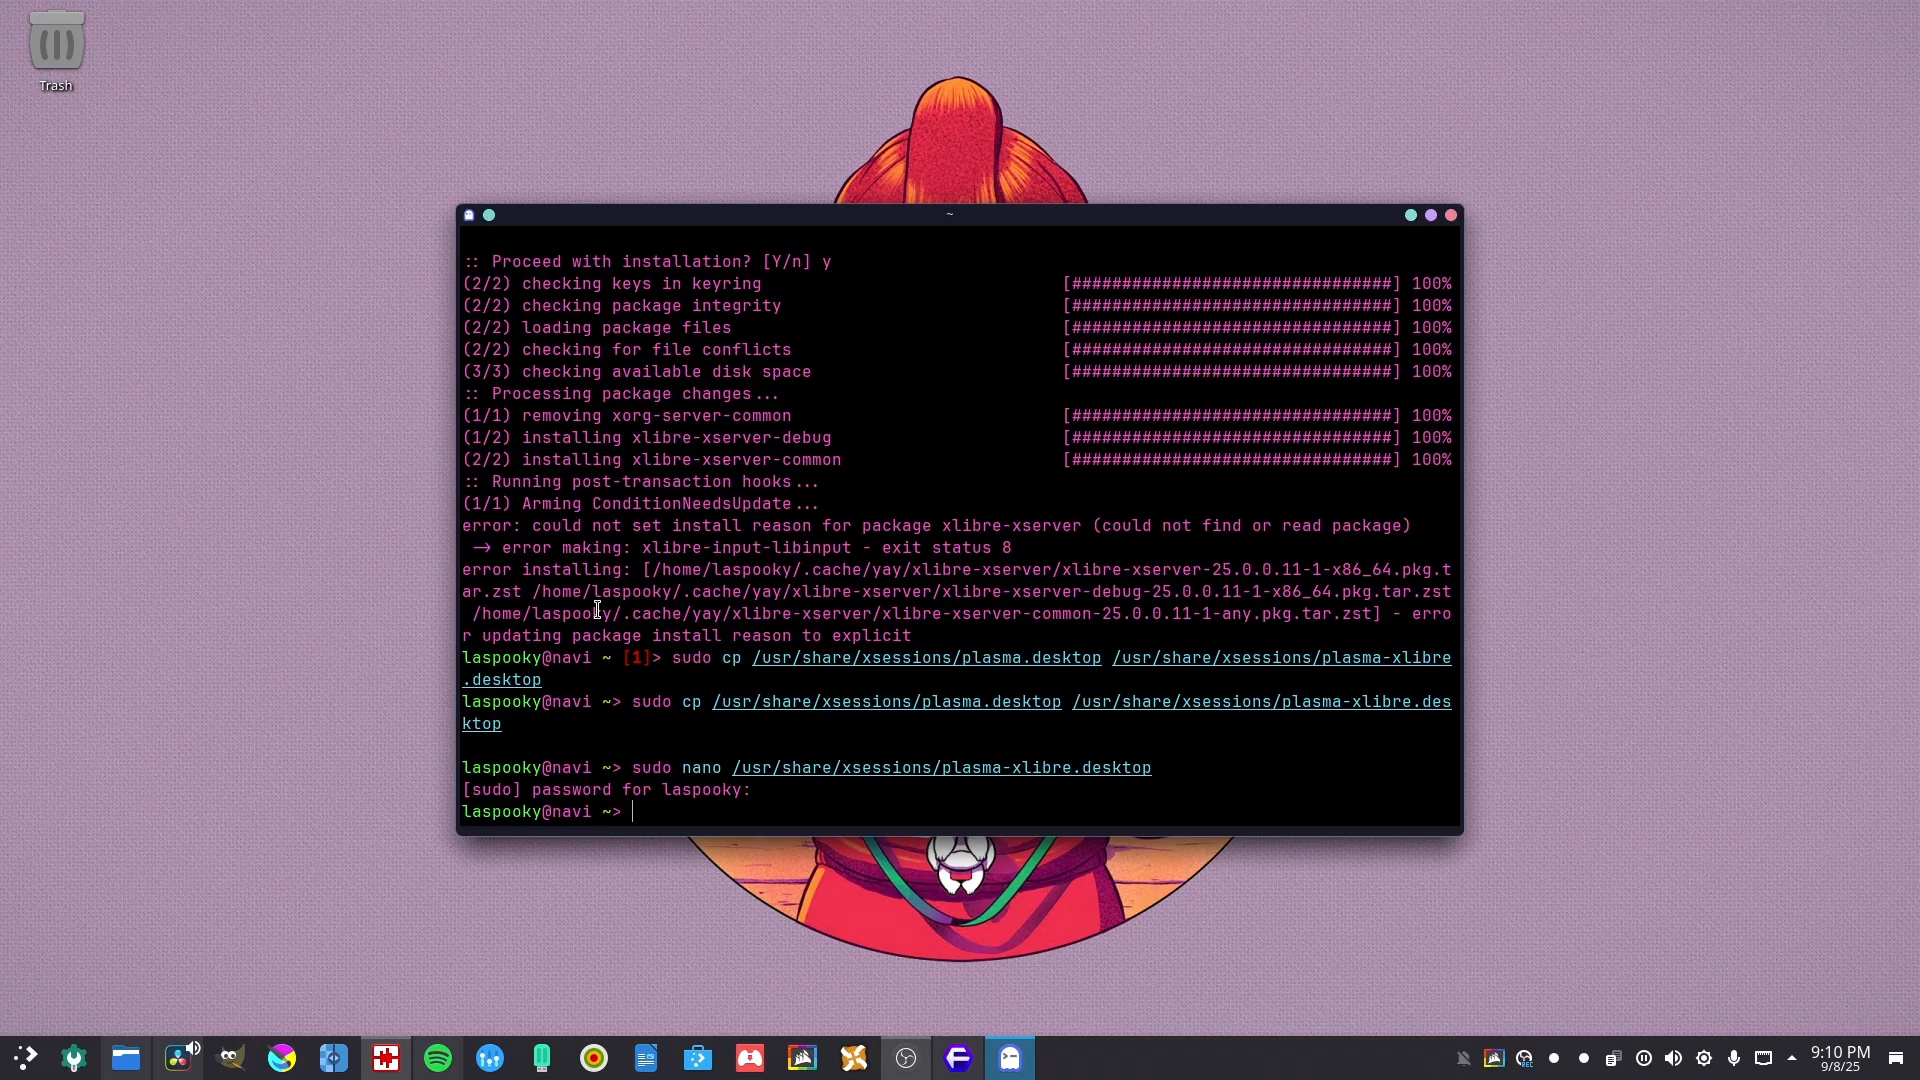 Trash
~
:: Proceed with installation? [Y/n] y
(2/2) checking keys in keyring [################################] 100%
(2/2) checking package integrity [################################] 100%
(2/2) loading package files [################################] 100%
(2/2) checking for file conflicts [################################] 100%
(3/3) checking available disk space [################################] 100%
:: Processing package changes...
(1/1) removing xorg-server-common [################################] 100%
(1/2) installing xlibre-xserver-debug [################################] 100%
(2/2) installing xlibre-xserver-common [################################] 100%
:: Running post-transaction hooks...
(1/1) Arming ConditionNeedsUpdate...
error: could not set install reason for package xlibre-xserver (could not find or read package)
-> error making: xlibre-input-libinput - exit status 8
error installing: [/home/laspooky/.cache/yay/xlibre-xserver/xlibre-xserver-25.0.0.11-1-x86_64.pkg.t
ar.zst /home/laspooky/.cache/yay/xlibre-xserver/xlibre-xserver-debug-25.0.0.11-1-x86_64.pkg.tar.zst
/home/laspooky/.cache/yay/xlibre-xserver/xlibre-xserver-common-25.0.0.11-1-any.pkg.tar.zst] - erro
r updating package install reason to explicit
laspooky@navi ~ [1]> sudo cp /usr/share/xsessions/plasma.desktop /usr/share/xsessions/plasma-xlibre
.desktop
laspooky@navi ~> sudo cp /usr/share/xsessions/plasma.desktop /usr/share/xsessions/plasma-xlibre.des
ktop
laspooky@navi ~> sudo nano /usr/share/xsessions/plasma-xlibre.desktop
[sudo] password for laspooky:
laspooky@navi ~>
REC
9:10 PM
9/8/25